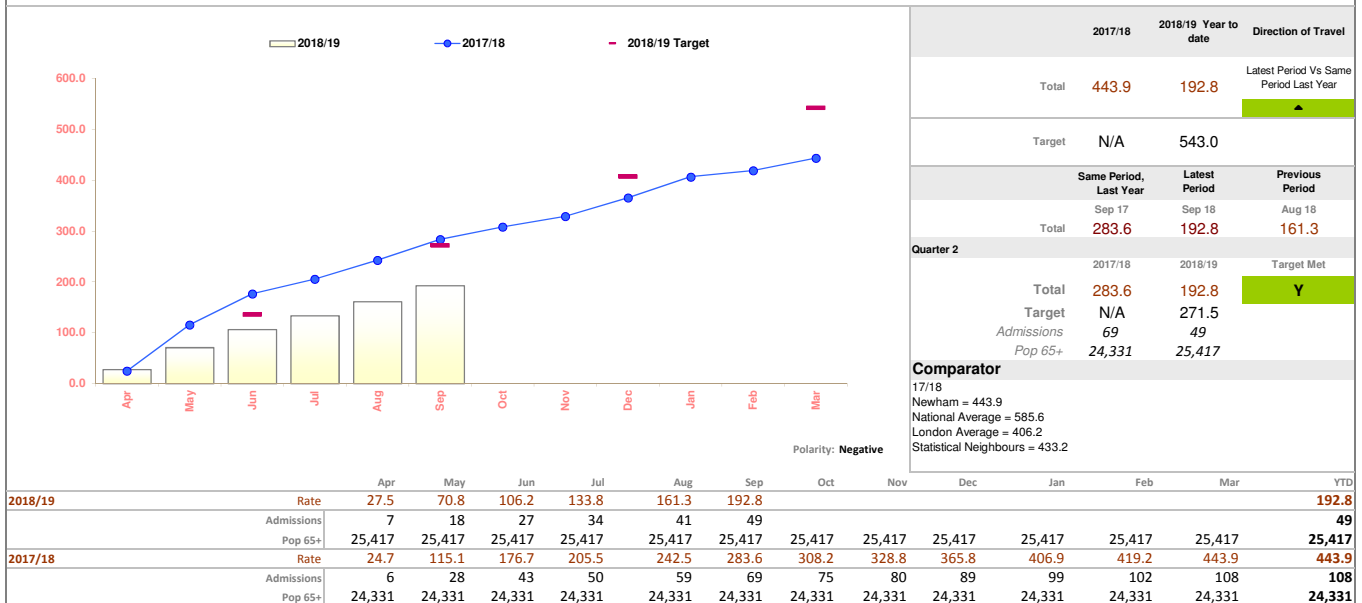 2018/19 2017/18 2018/19 Target
600.0
500.0
400.0
300.0
200.0
100.0
0.0
Apr May Jun Jul Aug Sep Oct Nov Dec Jan Feb Mar
Polarity: Negative
2017/18 2018/19 Year to date Direction of Travel
Total 443.9 192.8 Latest Period Vs Same Period Last Year
Target N/A 543.0
Same Period, Last Year Latest Period Previous Period
Sep 17 Sep 18 Aug 18
Total 283.6 192.8 161.3
Quarter 2
2017/18 2018/19 Target Met
Total 283.6 192.8 Y
Target N/A 271.5
Admissions 69 49
Pop 65+ 24,331 25,417
Comparator
17/18
Newham = 443.9
National Average = 585.6
London Average = 406.2
Statistical Neighbours = 433.2
Apr May Jun Jul Aug Sep Oct Nov Dec Jan Feb Mar YTD
2018/19 Rate 27.5 70.8 106.2 133.8 161.3 192.8 192.8
Admissions 7 18 27 34 41 49 49
Pop 65+ 25,417 25,417 25,417 25,417 25,417 25,417 25,417 25,417 25,417 25,417 25,417 25,417 25,417
2017/18 Rate 24.7 115.1 176.7 205.5 242.5 283.6 308.2 328.8 365.8 406.9 419.2 443.9 443.9
Admissions 6 28 43 50 59 69 75 80 89 99 102 108 108
Pop 65+ 24,331 24,331 24,331 24,331 24,331 24,331 24,331 24,331 24,331 24,331 24,331 24,331 24,331